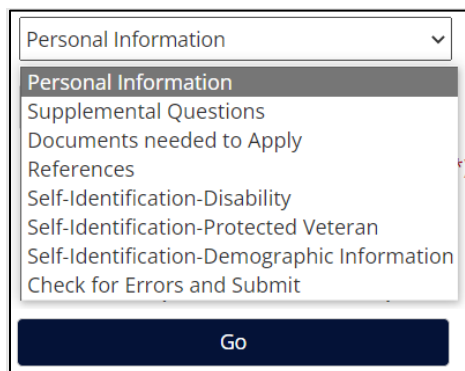 Personal Information
Personal Information
Supplemental Questions
Documents needed to Apply
References
Self-Identification-Disability
Self-Identification-Protected Veteran
Self-Identification-Demographic Information
Check for Errors and Submit
Go